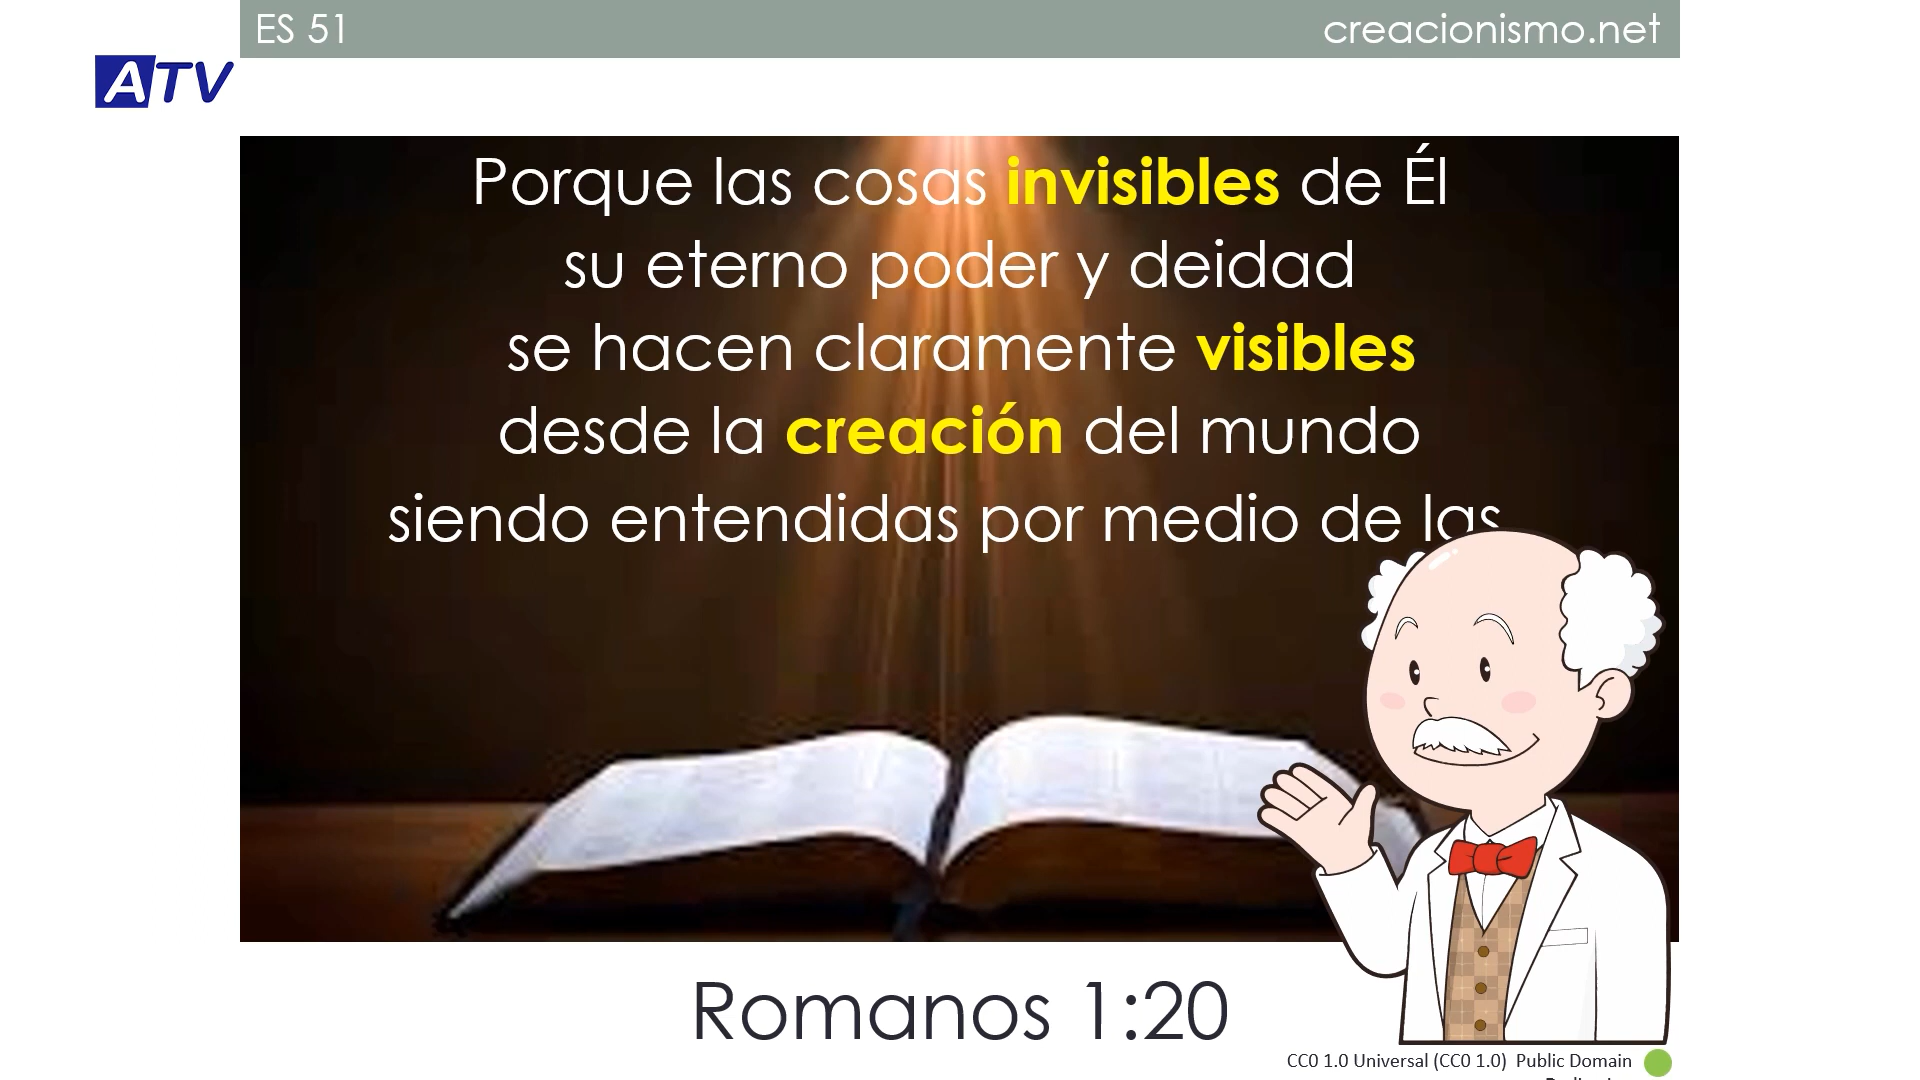 ES 51
creacionismo.net
ATV
Porque las cosas invisibles de Él
su eterno poder y deidad
se hacen claramente visibles
desde la creación del mundo
siendo entendidas por medio de las
Romanos 1:20
CC0 1.0 Universal (CC0 1.0) Public Domain